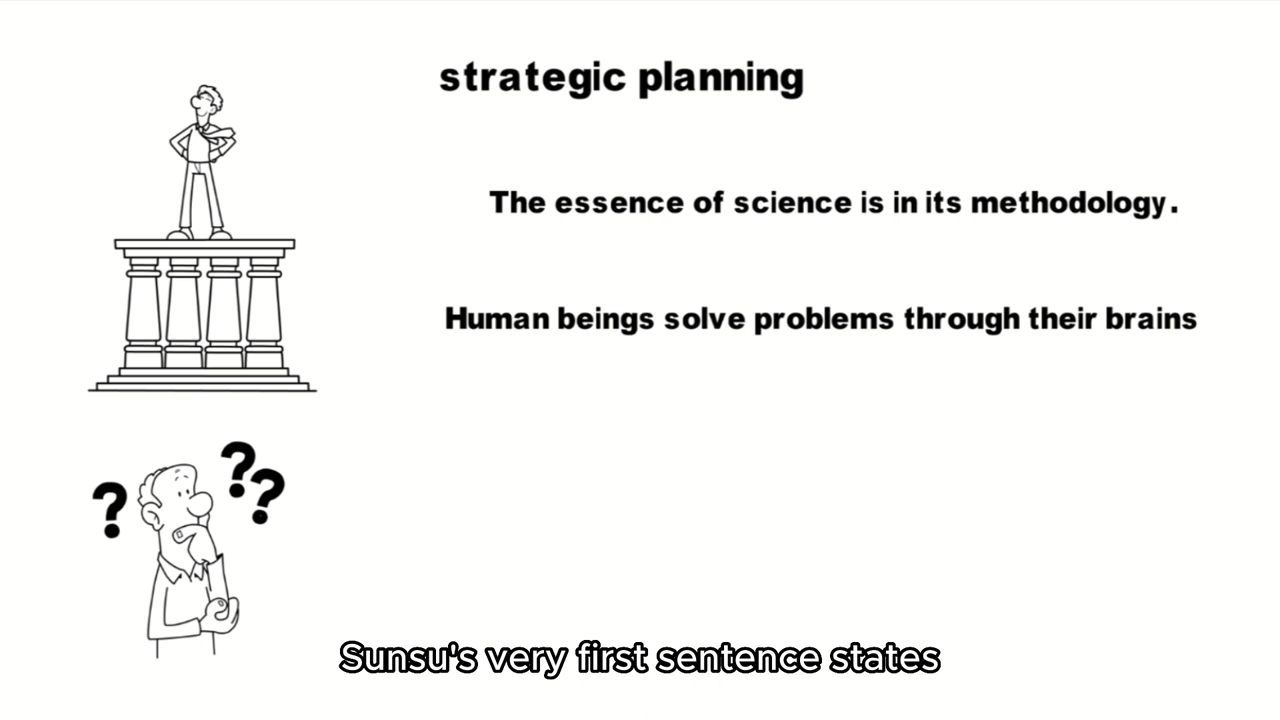 strategic planning
The essence of science is in its methodology.
Human beings solve problems through their brains
? ? ?
Sunsu's very first sentence states